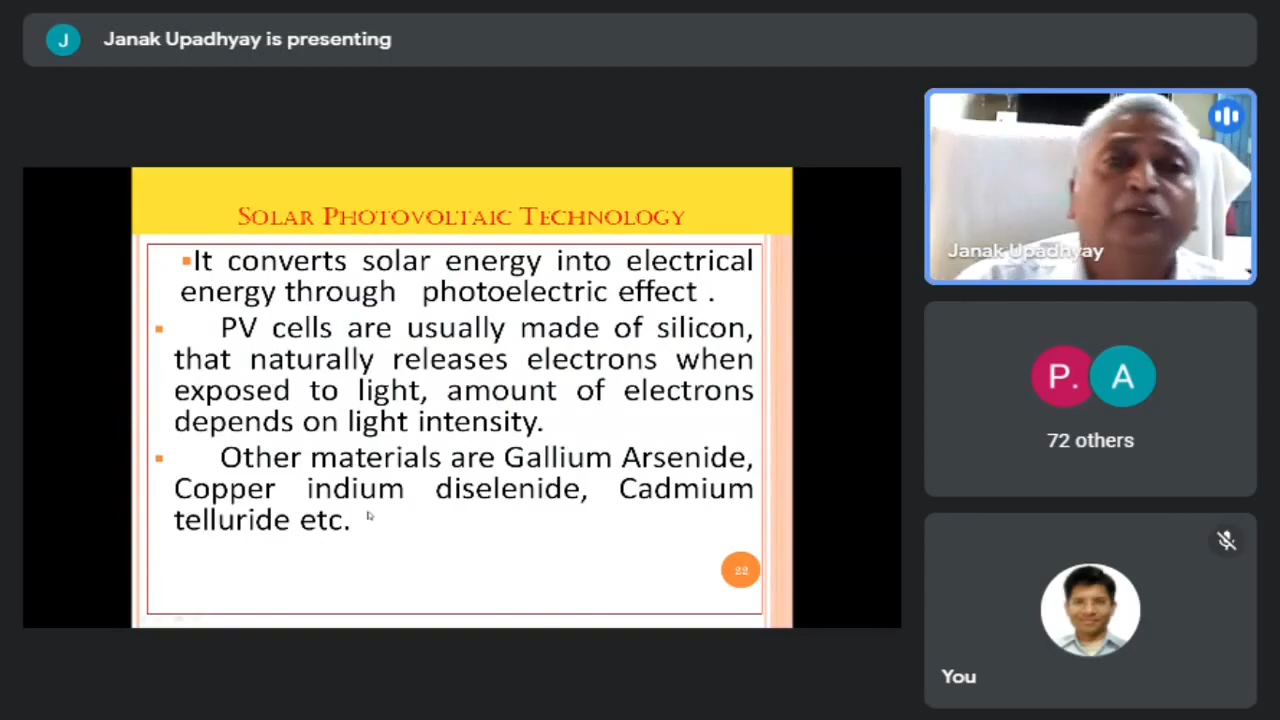 J
Janak Upadhyay is presenting
SOLAR PHOTOVOLTAIC TECHNOLOGY
▪It converts solar energy into electrical
energy through photoelectric effect .
▪ PV cells are usually made of silicon,
that naturally releases electrons when
exposed to light, amount of electrons
depends on light intensity.
▪ Other materials are Gallium Arsenide,
Copper indium diselenide, Cadmium
telluride etc.
22
Janak Upadhyay
P. A
72 others
You